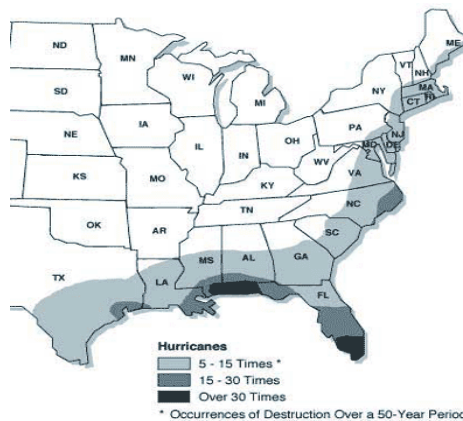 ME
ND
MN
VT
NH
WI
NY
MA
SD
CT
RI
MI
IA
PA
NJ
NE
OH
MD
DE
IL
IN
WV
VA
KS
MO
KY
NC
TN
OK
AR
SC
MS
AL
GA
TX
LA
FL
Hurricanes
5 - 15 Times *
15 - 30 Times
Over 30 Times
* Occurrences of Destruction Over a 50-Year Period